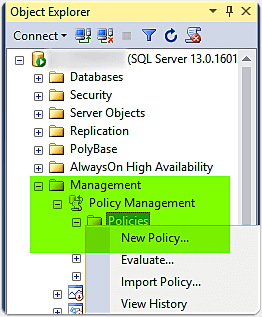 Object Explorer
Connect
(SQL Server 13.0.1601
Databases
Security
Server Objects
Replication
PolyBase
AlwaysOn High Availability
Management
Policy Management
Policies
New Policy...
Evaluate...
Import Policy...
View History